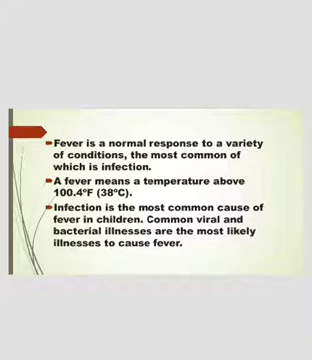 Fever is a normal response to a variety
of conditions, the most common of
which is infection.
A fever means a temperature above
100.4ºF (38ºC).
Infection is the most common cause of
fever in children. Common viral and
bacterial illnesses are the most likely
illnesses to cause fever.